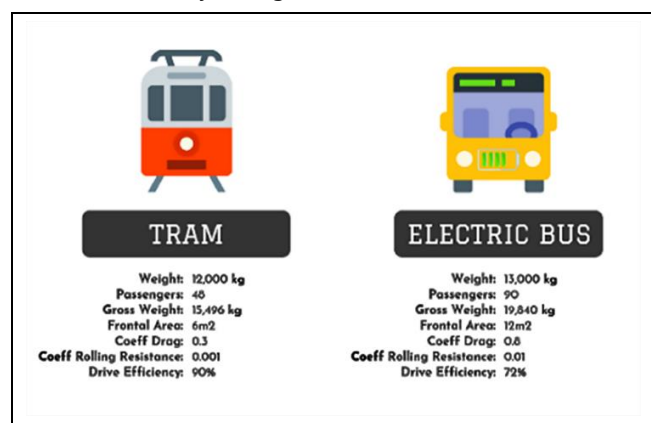 TRAM
Weight: 12,000 kg
Passengers: 48
Gross Weight: 15,496 kg
Frontal Area: 6m2
Coeff Drag: 0.3
Coeff Rolling Resistance: 0.001
Drive Efficiency: 90%
ELECTRIC BUS
Weight: 13,000 kg
Passengers: 90
Gross Weight: 19,840 kg
Frontal Area: 12m2
Coeff Drag: 0.8
Coeff Rolling Resistance: 0.01
Drive Efficiency: 72%